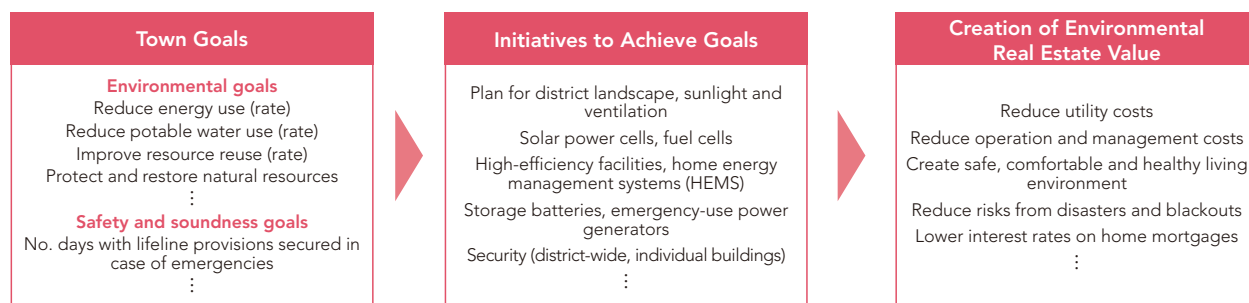 Town Goals
Environmental goals
Reduce energy use (rate)
Reduce potable water use (rate)
Improve resource reuse (rate)
Protect and restore natural resources
⋮
Safety and soundness goals
No. days with lifeline provisions secured in
case of emergencies
⋮
Initiatives to Achieve Goals
Plan for district landscape, sunlight and
ventilation
Solar power cells, fuel cells
High-efficiency facilities, home energy
management systems (HEMS)
Storage batteries, emergency-use power
generators
Security (district-wide, individual buildings)
⋮
Creation of Environmental
Real Estate Value
Reduce utility costs
Reduce operation and management costs
Create safe, comfortable and healthy living
environment
Reduce risks from disasters and blackouts
Lower interest rates on home mortgages
⋮